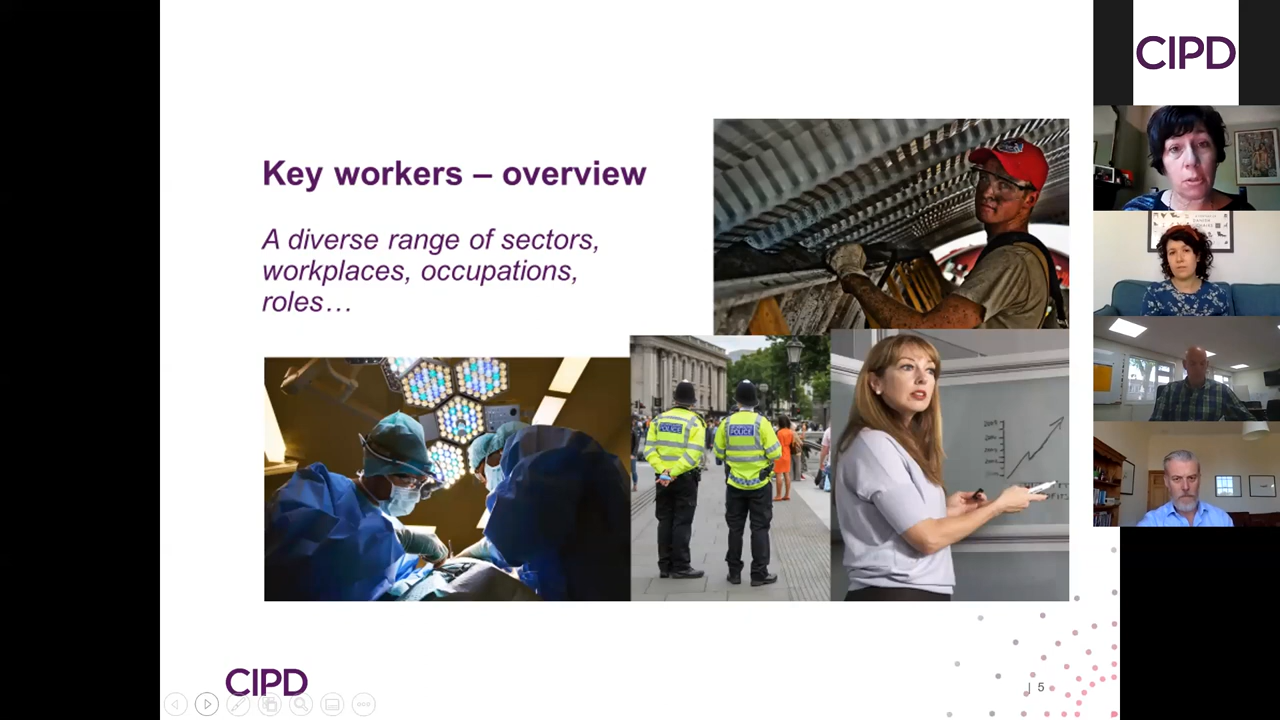 CIPD
Key workers – overview
A diverse range of sectors,
workplaces, occupations,
roles…
POLICE
POLICE
CIPD
| 5